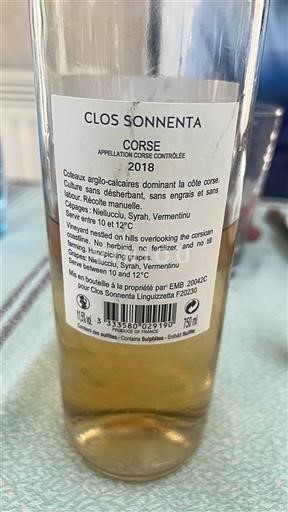 CLOS SONNENTA
CORSE
APPELLATION CORSE CONTRÔLÉE
2018
Coteaux argilo-calcaires dominant la côte corse.
Culture sans désherbant, sans engrais et sans
labour. Récolte manuelle.
Cépages : Niellucciu, Syrah, Vermentinu
Servir entre 10 et 12°C
Vineyard nestled on hills overlooking the corsican
coastline. No herbicid, no fertilizer, and no till
farming. Handpicking grapes.
Grapes: Nielluciu, Syrah, Vermentinu
Serve between 10 and 12°C
Mis en bouteille à la propriété par EMB 20042C
pour Clos Sonnenta Linguizzetta F20230
11,5% vol.
3 333580 029190
750 ml
PRODUCE OF FRANCE
Contient des sulfites / Contains Sulphites - Enthält Sulfite